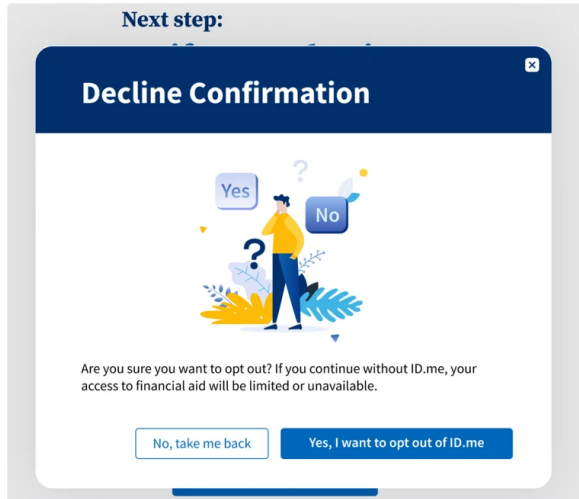 Next step:
Decline Confirmation
Yes
No
Are you sure you want to opt out? If you continue without ID.me, your
access to financial aid will be limited or unavailable.
No, take me back
Yes, I want to opt out of ID.me